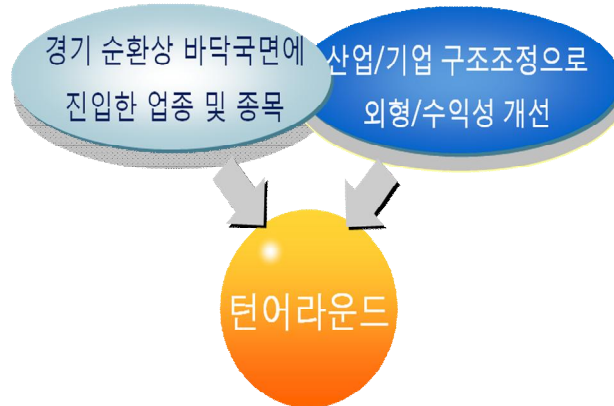 경기 순환상 바닥국면에
진입한 업종 및 종목
산업/기업 구조조정으로
외형/수익성 개선
턴어라운드